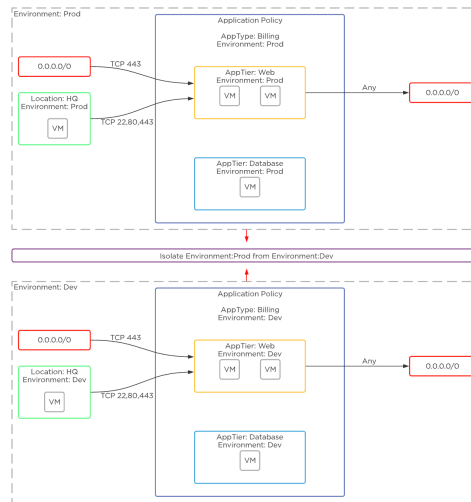 Environment: Prod
Application Policy
AppType: Billing
Environment: Prod
0.0.0.0/0
TCP 443
AppTier: Web
Environment: Prod
VM
VM
Any
0.0.0.0/0
Location: HQ
Environment: Prod
VM
TCP 22,80,443
AppTier: Database
Environment: Prod
VM
Isolate Environment:Prod from Environment:Dev
Environment: Dev
Application Policy
AppType: Billing
Environment: Dev
0.0.0.0/0
TCP 443
AppTier: Web
Environment: Dev
VM
VM
Any
0.0.0.0/0
Location: HQ
Environment: Dev
VM
TCP 22,80,443
AppTier: Database
Environment: Dev
VM